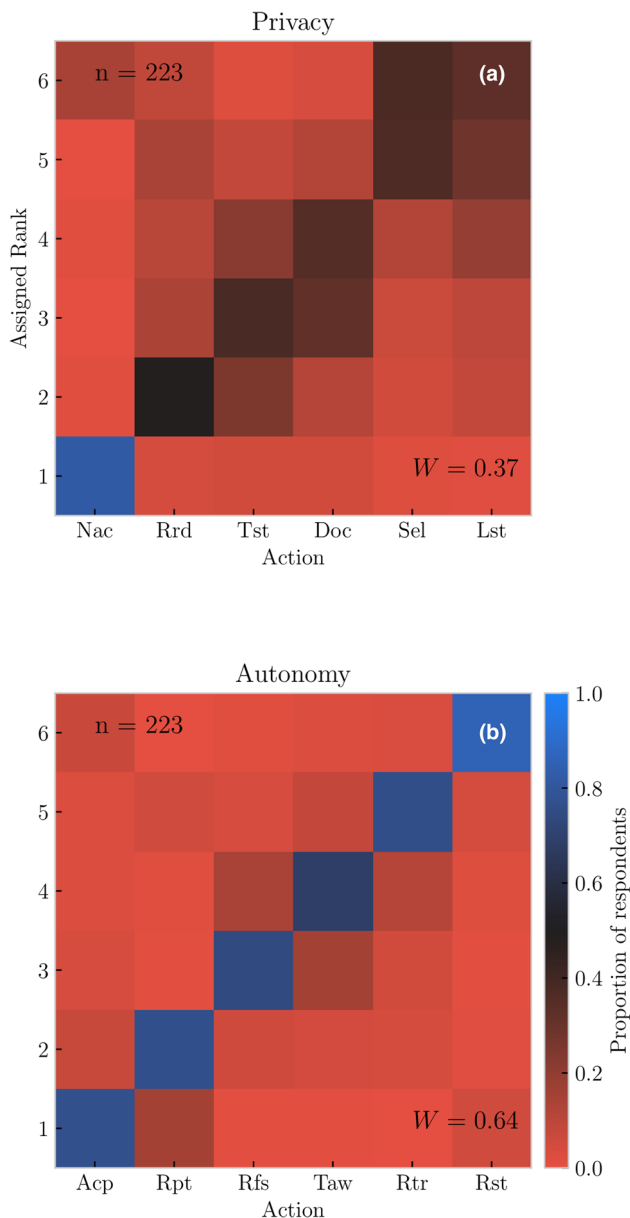 Privacy
n = 223
(a)
6
5
4
3
2
1
Assigned Rank
W = 0.37
Nac Rrd Tst Doc Sel Lst
Action
Autonomy
n = 223
(b)
6
5
4
3
2
1
W = 0.64
Acp Rpt Rfs Taw Rtr Rst
Action
1.0
0.8
0.6
0.4
0.2
0.0
Proportion of respondents